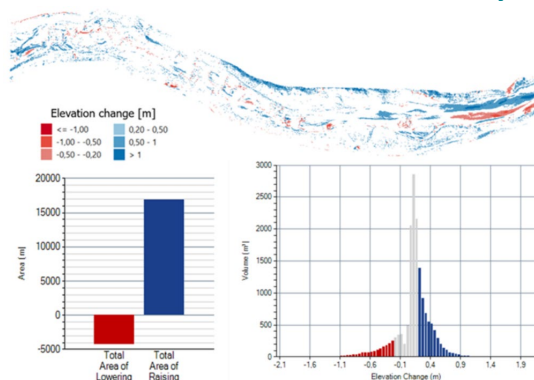 Elevation change [m]
<= -1,00
0,20 - 0,50
-1,00 - -0,50
0,50 - 1
-0,50 - -0,20
> 1
20000
15000
10000
5000
0
-5000
Area [m]
Total
Area of
Lowering
Total
Area of
Raising
3000
2500
2000
1500
1000
500
0
Volume [m³]
-2.1
-1.6
-1.1
-0.6
-0.1
0.4
0.9
1.4
1.9
Elevation Change (m)